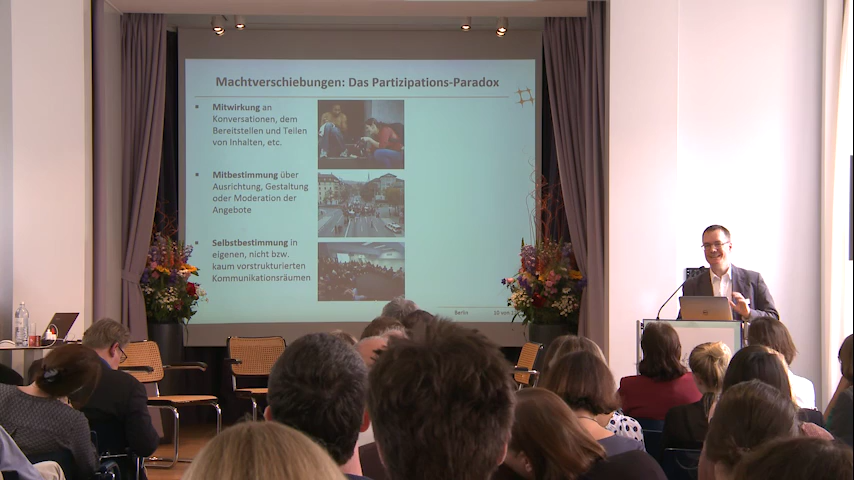 Machtverschiebungen: Das Partizipations-Paradox
Mitwirkung an
Konversationen, dem
Bereitstellen und Teilen
von Inhalten, etc.
Mitbestimmung über
Ausrichtung, Gestaltung
oder Moderation der
Angebote
Selbstbestimmung in
eigenen, nicht bzw.
kaum vorstrukturierten
Kommunikationsräumen
Berlin